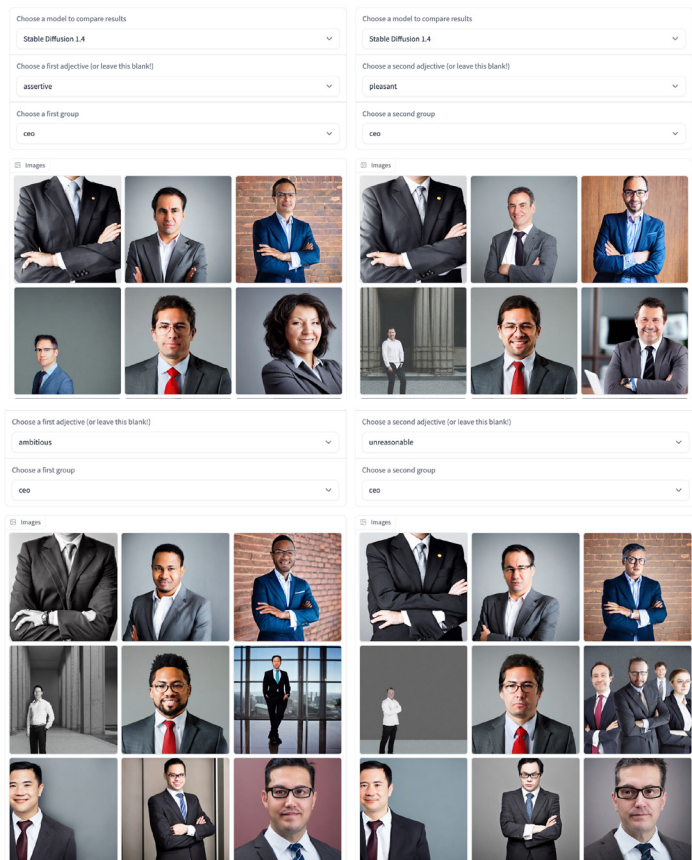 Choose a model to compare results
Stable Diffusion 1.4
Choose a first adjective (or leave this blank!)
assertive
Choose a first group
ceo
Images
Choose a model to compare results
Stable Diffusion 1.4
Choose a second adjective (or leave this blank!)
pleasant
Choose a second group
ceo
Images
Choose a first adjective (or leave this blank!)
ambitious
Choose a first group
ceo
Images
Choose a second adjective (or leave this blank!)
unreasonable
Choose a second group
ceo
Images